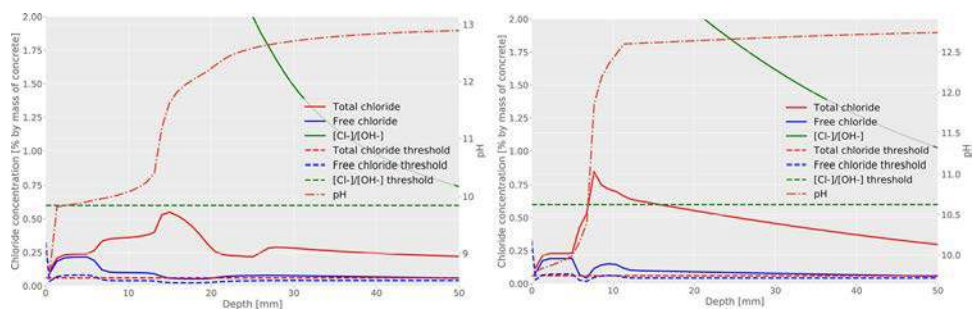 Chloride concentration [% by mass of concrete]
2.00
1.75
1.50
1.25
1.00
0.75
0.50
0.25
0.00
0
10
20
30
40
50
Depth [mm]
13
12
11
10
9
pH
Total chloride
Free chloride
[Cl-]/[OH-]
Total chloride threshold
Free chloride threshold
[Cl-]/[OH-] threshold
pH
Chloride concentration [% by mass of concrete]
2.00
1.75
1.50
1.25
1.00
0.75
0.50
0.25
0.00
0
10
20
30
40
50
Depth [mm]
12.5
12.0
11.5
11.0
10.5
10.0
pH
Total chloride
Free chloride
[Cl-]/[OH-]
Total chloride threshold
Free chloride threshold
[Cl-]/[OH-] threshold
pH